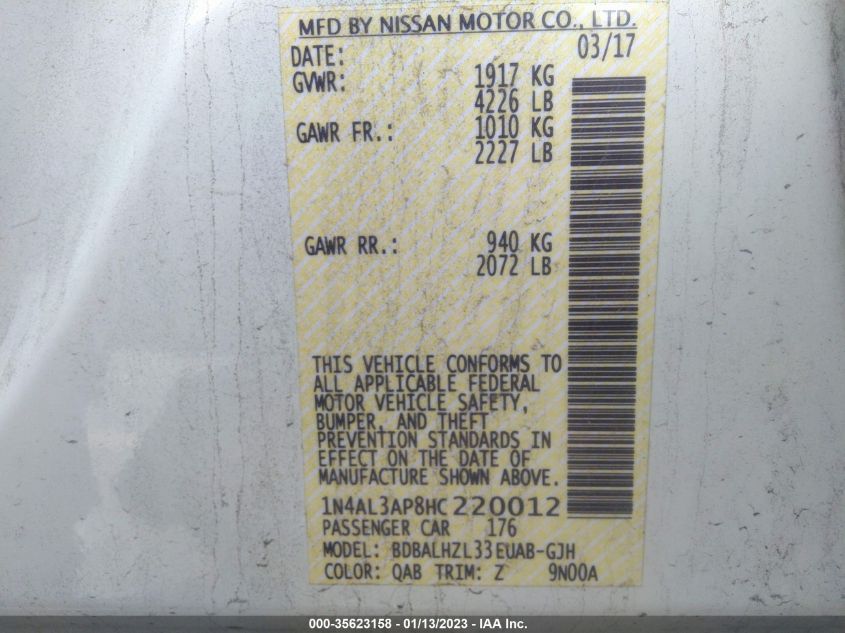 MFD BY NISSAN MOTOR CO., LTD.
DATE: 03/17
GVWR: 1917 KG
4226 LB
GAWR FR.: 1010 KG
2227 LB
GAWR RR.: 940 KG
2072 LB
THIS VEHICLE CONFORMS TO
ALL APPLICABLE FEDERAL
MOTOR VEHICLE SAFETY,
BUMPER, AND THEFT
PREVENTION STANDARDS IN
EFFECT ON THE DATE OF
MANUFACTURE SHOWN ABOVE.
1N4AL3AP8HC220012
PASSENGER CAR 176
MODEL: BDBALHZL33EUAB-GJH
COLOR: QAB TRIM: Z 9N00A
000-35623158 - 01/13/2023 - IAA Inc.